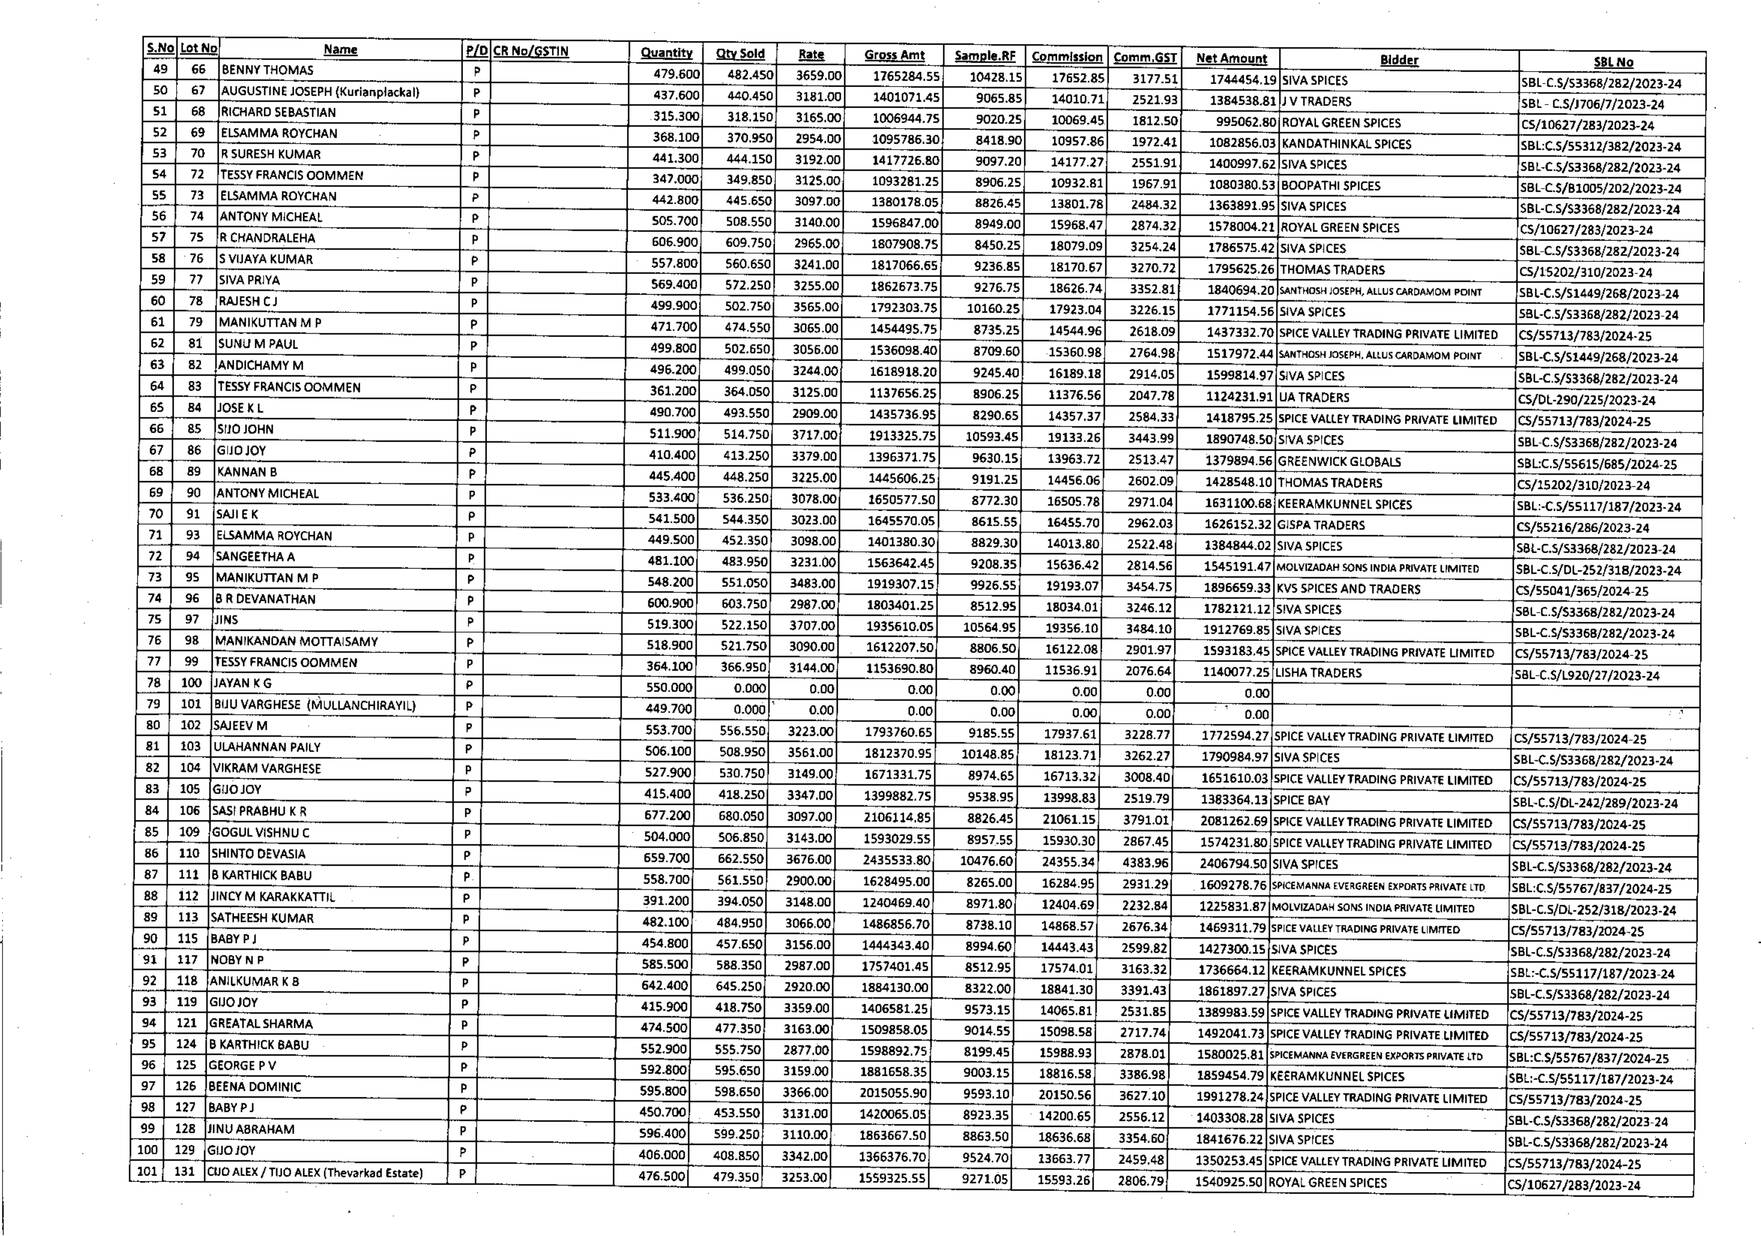 S.No Lot No Name P/D CR No/GSTIN Quantity Qty Sold Rate Gross Amt Sample.RF Commission Comm.GST Net Amount Bidder SBL No
49 66 BENNY THOMAS P 479.600 482.450 3659.00 1765284.55 10428.15 17652.85 3177.51 1744454.19 SIVA SPICES SBL-C.S/S3368/282/2023-24
50 67 AUGUSTINE JOSEPH (Kurianplackal) P 437.600 440.450 3181.00 1401071.45 9065.85 14010.71 2521.93 1384538.81 J V TRADERS SBL - C.S/J706/7/2023-24
51 68 RICHARD SEBASTIAN P 315.300 318.150 3165.00 1006944.75 9020.25 10069.45 1812.50 995062.80 ROYAL GREEN SPICES CS/10627/283/2023-24
52 69 ELSAMMA ROYCHAN P 368.100 370.950 2954.00 1095786.30 8418.90 10957.86 1972.41 1082856.03 KANDATHINKAL SPICES SBL:C.S/55312/382/2023-24
53 70 R SURESH KUMAR P 441.300 444.150 3192.00 1417726.80 9097.20 14177.27 2551.91 1400997.62 SIVA SPICES SBL-C.S/S3368/282/2023-24
54 72 TESSY FRANCIS OOMMEN P 347.000 349.850 3125.00 1093281.25 8906.25 10932.81 1967.91 1080380.53 BOOPATHI SPICES SBL-C.S/B1005/202/2023-24
55 73 ELSAMMA ROYCHAN P 442.800 445.650 3097.00 1380178.05 8826.45 13801.78 2484.32 1363891.95 SIVA SPICES SBL-C.S/S3368/282/2023-24
56 74 ANTONY MICHEAL P 505.700 508.550 3140.00 1596847.00 8949.00 15968.47 2874.32 1578004.21 ROYAL GREEN SPICES CS/10627/283/2023-24
57 75 R CHANDRALEHA P 606.900 609.750 2965.00 1807908.75 8450.25 18079.09 3254.24 1786575.42 SIVA SPICES SBL-C.S/S3368/282/2023-24
58 76 S VIJAYA KUMAR P 557.800 560.650 3241.00 1817066.65 9236.85 18170.67 3270.72 1795625.26 THOMAS TRADERS CS/15202/310/2023-24
59 77 SIVA PRIYA P 569.400 572.250 3255.00 1862673.75 9276.75 18626.74 3352.81 1840694.20 SANTHOSH JOSEPH, ALLUS CARDAMOM POINT SBL-C.S/S1449/268/2023-24
60 78 RAJESH C J P 499.900 502.750 3565.00 1792303.75 10160.25 17923.04 3226.15 1771154.56 SIVA SPICES SBL-C.S/S3368/282/2023-24
61 79 MANIKUTTAN M P P 471.700 474.550 3065.00 1454495.75 8735.25 14544.96 2618.09 1437332.70 SPICE VALLEY TRADING PRIVATE LIMITED CS/55713/783/2024-25
62 81 SUNU M PAUL P 499.800 502.650 3056.00 1536098.40 8709.60 15360.98 2764.98 1517972.44 SANTHOSH JOSEPH, ALLUS CARDAMOM POINT SBL-C.S/S1449/268/2023-24
63 82 ANDICHAMY M P 496.200 499.050 3244.00 1618918.20 9245.40 16189.18 2914.05 1599814.97 SIVA SPICES SBL-C.S/S3368/282/2023-24
64 83 TESSY FRANCIS OOMMEN P 361.200 364.050 3125.00 1137656.25 8906.25 11376.56 2047.78 1124231.91 UA TRADERS CS/DL-290/225/2023-24
65 84 JOSE K L P 490.700 493.550 2909.00 1435736.95 8290.65 14357.37 2584.33 1418795.25 SPICE VALLEY TRADING PRIVATE LIMITED CS/55713/783/2024-25
66 85 SIJO JOHN P 511.900 514.750 3717.00 1913325.75 10593.45 19133.26 3443.99 1890748.50 SIVA SPICES SBL-C.S/S3368/282/2023-24
67 86 GIJO JOY P 410.400 413.250 3379.00 1396371.75 9630.15 13963.72 2513.47 1379894.56 GREENWICK GLOBALS SBL:C.S/55615/685/2024-25
68 89 KANNAN B P 445.400 448.250 3225.00 1445606.25 9191.25 14456.06 2602.09 1428548.10 THOMAS TRADERS CS/15202/310/2023-24
69 90 ANTONY MICHEAL P 533.400 536.250 3078.00 1650577.50 8772.30 16505.78 2971.04 1631100.68 KEERAMKUNNEL SPICES SBL:-C.S/55117/187/2023-24
70 91 SAJI E K P 541.500 544.350 3023.00 1645570.05 8615.55 16455.70 2962.03 1626152.32 GISPA TRADERS CS/55216/286/2023-24
71 93 ELSAMMA ROYCHAN P 449.500 452.350 3098.00 1401380.30 8829.30 14013.80 2522.48 1384844.02 SIVA SPICES SBL-C.S/S3368/282/2023-24
72 94 SANGEETHA A P 481.100 483.950 3231.00 1563642.45 9208.35 15636.42 2814.56 1545191.47 MOLVIZADAH SONS INDIA PRIVATE LIMITED SBL-C.S/DL-252/318/2023-24
73 95 MANIKUTTAN M P P 548.200 551.050 3483.00 1919307.15 9926.55 19193.07 3454.75 1896659.33 KVS SPICES AND TRADERS CS/55041/365/2024-25
74 96 B R DEVANATHAN P 600.900 603.750 2987.00 1803401.25 8512.95 18034.01 3246.12 1782121.12 SIVA SPICES SBL-C.S/S3368/282/2023-24
75 97 JINS P 519.300 522.150 3707.00 1935610.05 10564.95 19356.10 3484.10 1912769.85 SIVA SPICES SBL-C.S/S3368/282/2023-24
76 98 MANIKANDAN MOTTAISAMY P 518.900 521.750 3090.00 1612207.50 8806.50 16122.08 2901.97 1593183.45 SPICE VALLEY TRADING PRIVATE LIMITED CS/55713/783/2024-25
77 99 TESSY FRANCIS OOMMEN P 364.100 366.950 3144.00 1153690.80 8960.40 11536.91 2076.64 1140077.25 LISHA TRADERS SBL-C.S/L920/27/2023-24
78 100 JAYAN K G P 550.000 0.000 0.00 0.00 0.00 0.00 0.00 0.00
79 101 BIJU VARGHESE (MULLANCHIRAYIL) P 449.700 0.000 0.00 0.00 0.00 0.00 0.00 0.00
80 102 SAJEEV M P 553.700 556.550 3223.00 1793760.65 9185.55 17937.61 3228.77 1772594.27 SPICE VALLEY TRADING PRIVATE LIMITED CS/55713/783/2024-25
81 103 ULAHANNAN PAILY P 506.100 508.950 3561.00 1812370.95 10148.85 18123.71 3262.27 1790984.97 SIVA SPICES SBL-C.S/S3368/282/2023-24
82 104 VIKRAM VARGHESE P 527.900 530.750 3149.00 1671331.75 8974.65 16713.32 3008.40 1651610.03 SPICE VALLEY TRADING PRIVATE LIMITED CS/55713/783/2024-25
83 105 GIJO JOY P 415.400 418.250 3347.00 1399882.75 9538.95 13998.83 2519.79 1383364.13 SPICE BAY SBL-C.S/DL-242/289/2023-24
84 106 SASI PRABHU K R P 677.200 680.050 3097.00 2106114.85 8826.45 21061.15 3791.01 2081262.69 SPICE VALLEY TRADING PRIVATE LIMITED CS/55713/783/2024-25
85 109 GOGUL VISHNU C P 504.000 506.850 3143.00 1593029.55 8957.55 15930.30 2867.45 1574231.80 SPICE VALLEY TRADING PRIVATE LIMITED CS/55713/783/2024-25
86 110 SHINTO DEVASIA P 659.700 662.550 3676.00 2435533.80 10476.60 24355.34 4383.96 2406794.50 SIVA SPICES SBL-C.S/S3368/282/2023-24
87 111 B KARTHICK BABU P 558.700 561.550 2900.00 1628495.00 8265.00 16284.95 2931.29 1609278.76 SPICEMANNA EVERGREEN EXPORTS PRIVATE LTD SBL:C.S/55767/837/2024-25
88 112 JINCY M KARAKKATTIL P 391.200 394.050 3148.00 1240469.40 8971.80 12404.69 2232.84 1225831.87 MOLVIZADAH SONS INDIA PRIVATE LIMITED SBL-C.S/DL-252/318/2023-24
89 113 SATHEESH KUMAR P 482.100 484.950 3066.00 1486856.70 8738.10 14868.57 2676.34 1469311.79 SPICE VALLEY TRADING PRIVATE LIMITED CS/55713/783/2024-25
90 115 BABY P J P 454.800 457.650 3156.00 1444343.40 8994.60 14443.43 2599.82 1427300.15 SIVA SPICES SBL-C.S/S3368/282/2023-24
91 117 NOBY N P P 585.500 588.350 2987.00 1757401.45 8512.95 17574.01 3163.32 1736664.12 KEERAMKUNNEL SPICES SBL:-C.S/55117/187/2023-24
92 118 ANILKUMAR K B P 642.400 645.250 2920.00 1884130.00 8322.00 18841.30 3391.43 1861897.27 SIVA SPICES SBL-C.S/S3368/282/2023-24
93 119 GIJO JOY P 415.900 418.750 3359.00 1406581.25 9573.15 14065.81 2531.85 1389983.59 SPICE VALLEY TRADING PRIVATE LIMITED CS/55713/783/2024-25
94 121 GREATAL SHARMA P 474.500 477.350 3163.00 1509858.05 9014.55 15098.58 2717.74 1492041.73 SPICE VALLEY TRADING PRIVATE LIMITED CS/55713/783/2024-25
95 124 B KARTHICK BABU P 552.900 555.750 2877.00 1598892.75 8199.45 15988.93 2878.01 1580025.81 SPICEMANNA EVERGREEN EXPORTS PRIVATE LTD SBL:C.S/55767/837/2024-25
96 125 GEORGE P V P 592.800 595.650 3159.00 1881658.35 9003.15 18816.58 3386.98 1859454.79 KEERAMKUNNEL SPICES SBL:-C.S/55117/187/2023-24
97 126 BEENA DOMINIC P 595.800 598.650 3366.00 2015055.90 9593.10 20150.56 3627.10 1991278.24 SPICE VALLEY TRADING PRIVATE LIMITED CS/55713/783/2024-25
98 127 BABY P J P 450.700 453.550 3131.00 1420065.05 8923.35 14200.65 2556.12 1403308.28 SIVA SPICES SBL-C.S/S3368/282/2023-24
99 128 JINU ABRAHAM P 596.400 599.250 3110.00 1863667.50 8863.50 18636.68 3354.60 1841676.22 SIVA SPICES SBL-C.S/S3368/282/2023-24
100 129 GIJO JOY P 406.000 408.850 3342.00 1366376.70 9524.70 13663.77 2459.48 1350253.45 SPICE VALLEY TRADING PRIVATE LIMITED CS/55713/783/2024-25
101 131 CIJO ALEX / TIJO ALEX (Thevarkad Estate) P 476.500 479.350 3253.00 1559325.55 9271.05 15593.26 2806.79 1540925.50 ROYAL GREEN SPICES CS/10627/283/2023-24